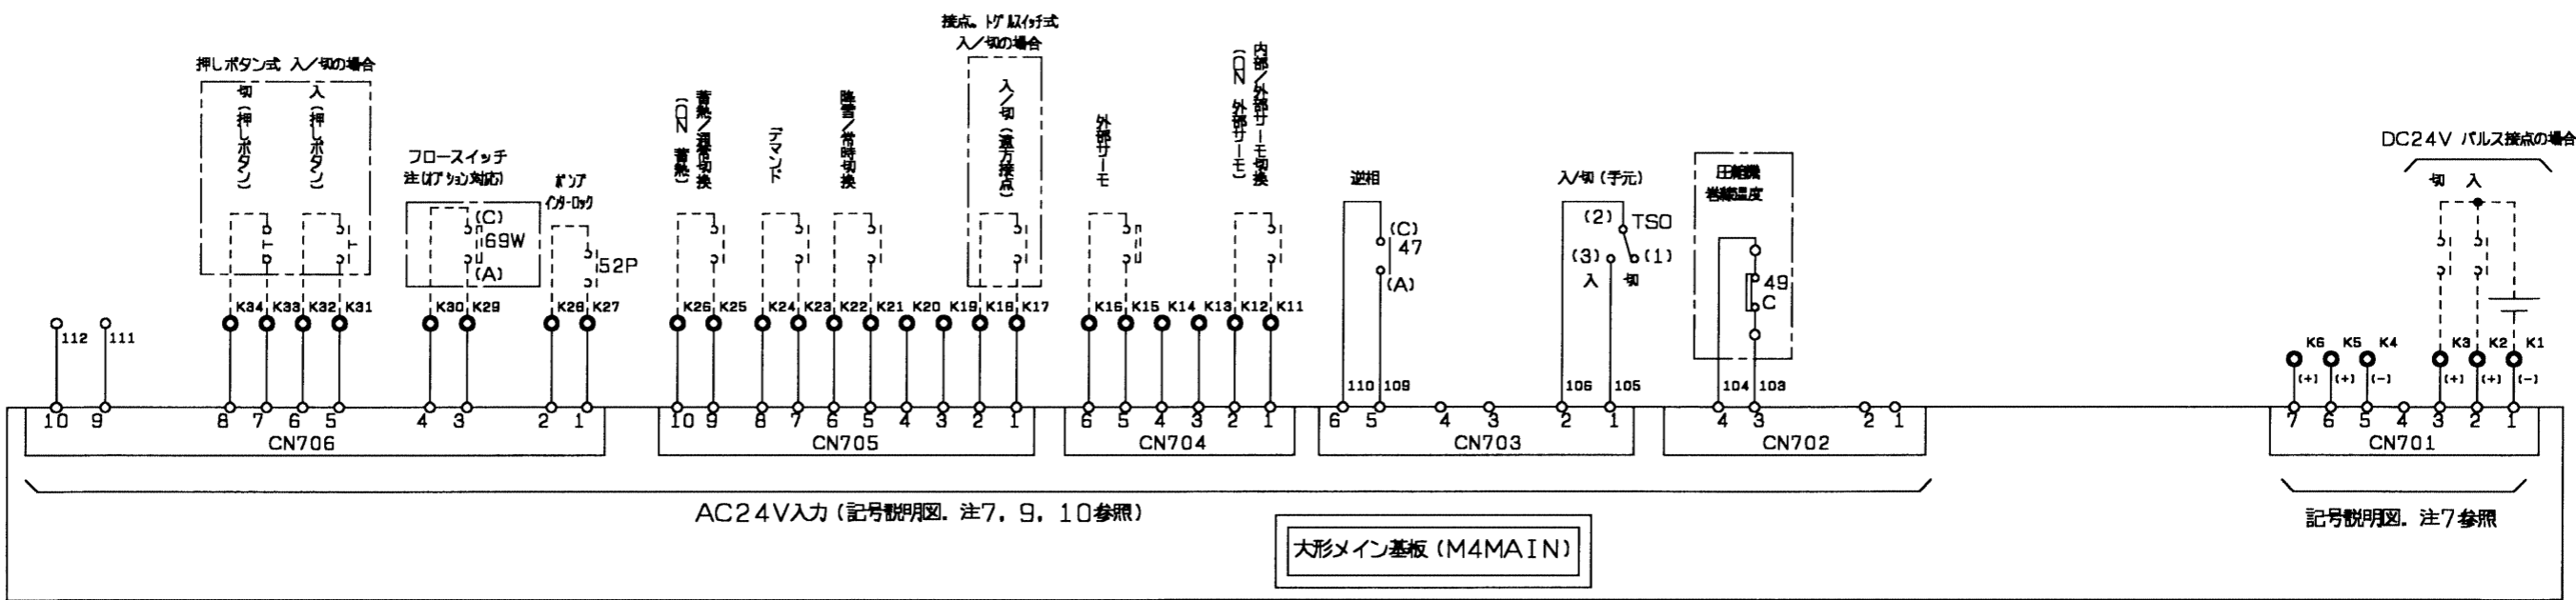 接点、トグルスイッチ式
入/切の場合
押しボタン式 入/切の場合
切(押しボタン)
入(押しボタン)
フロースイッチ
注(オプション対応)
(C)
69W
(A)
ポンプ
インターロック
52P
蓄熱/通常切換
(ON 蓄熱)
デマンド
降雪/常時切換
入/切(遠方接点)
外部サーモ
内部/外部サーモ切換
(ON 外部サーモ)
逆相
(C)
47
(A)
入/切(手元)
(2) TSO
(3) (1)
入 切
圧縮機
巻線温度
49
C
DC24V パルス接点の場合
切 入
112 111 K34 K33 K32 K31 K30 K29 K28 K27 K26 K25 K24 K23 K22 K21 K20 K19 K18 K17 K16 K15 K14 K13 K12 K11 110 109 106 105 104 103
K6 K5 K4 K3 K2 K1
(+) (+) (-) (+) (+) (-)
10 9 8 7 6 5 4 3 2 1
CN706
10 9 8 7 6 5 4 3 2 1
CN705
6 5 4 3 2 1
CN704
6 5 4 3 2 1
CN703
4 3 2 1
CN702
7 6 5 4 3 2 1
CN701
AC24V入力(記号説明図.注7,9,10参照)
記号説明図.注7参照
大形メイン基板(M4MAIN)